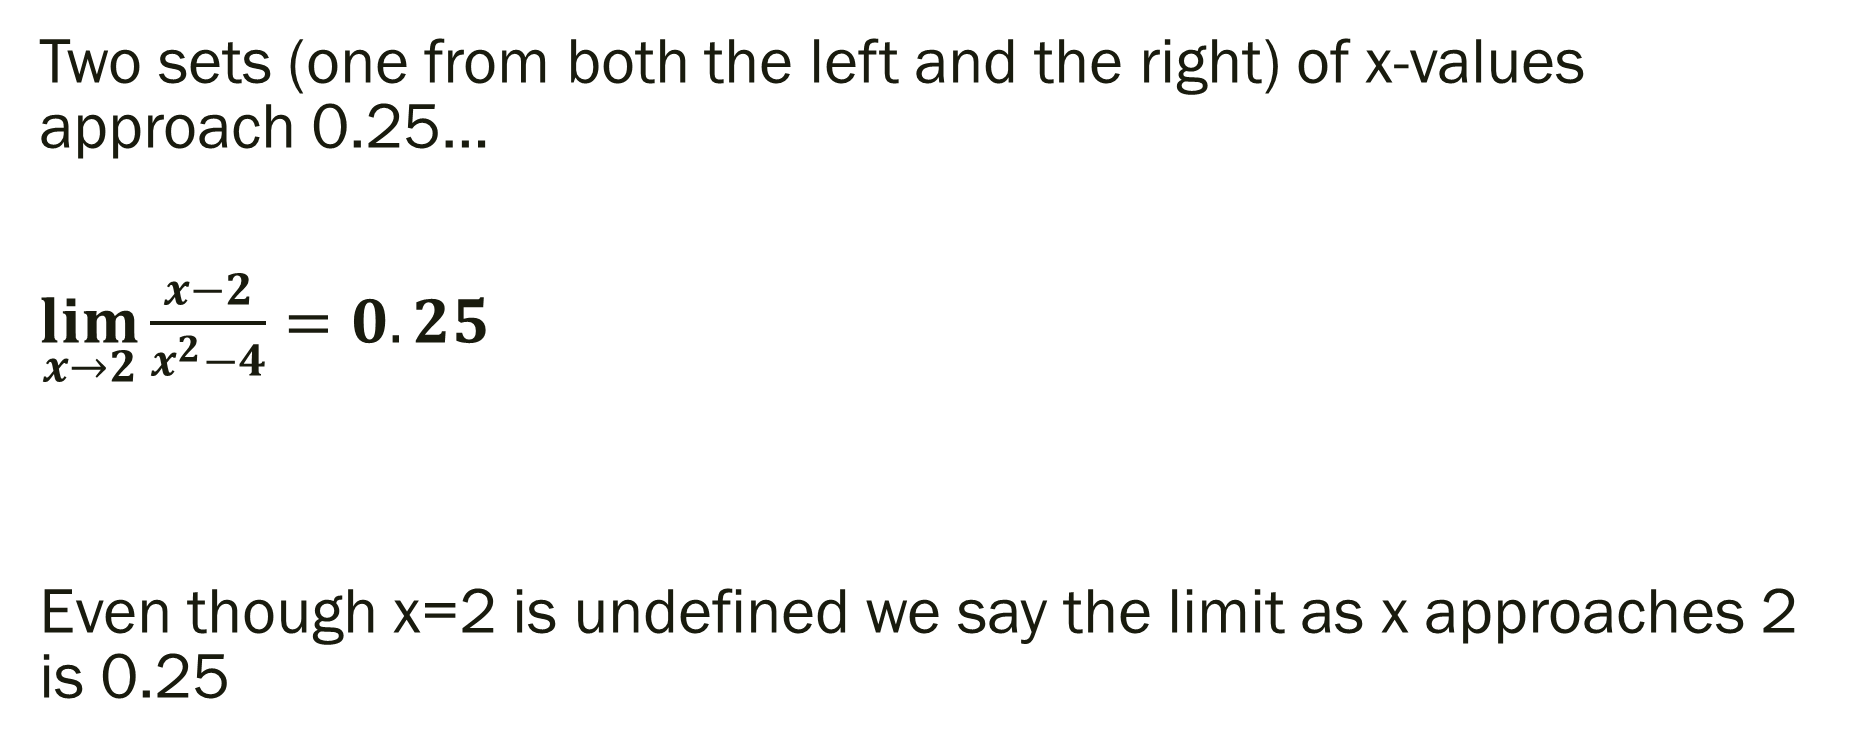 Two sets (one from both the left and the right) of x-values
approach 0.25...
lim x→2 x−2 / x²−4 = 0.25
Even though x=2 is undefined we say the limit as x approaches 2
is 0.25